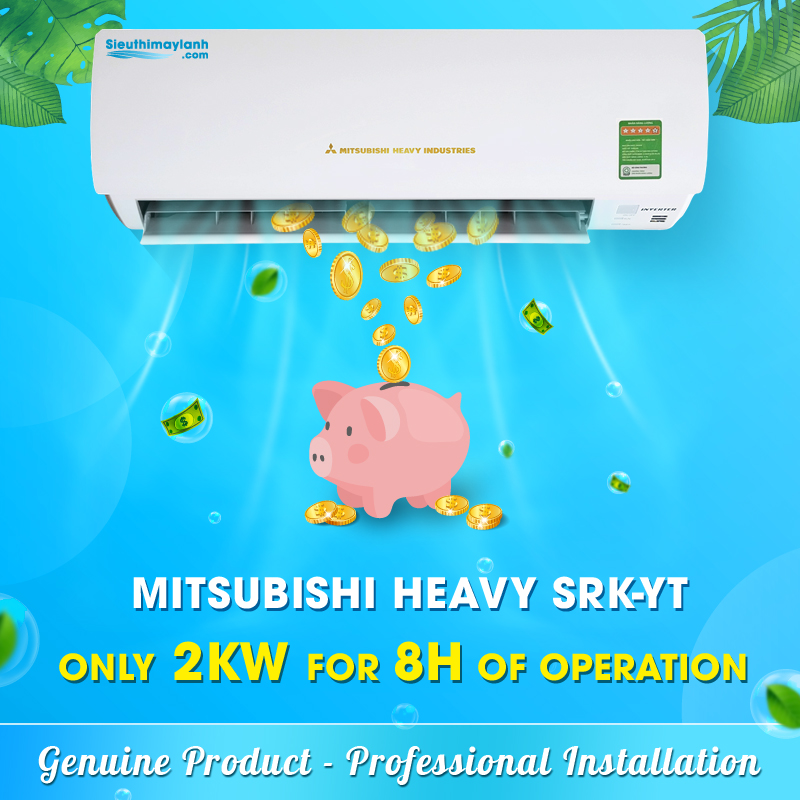 Sieuthimaylanh
.com
MITSUBISHI HEAVY INDUSTRIES
INVERTER
MITSUBISHI HEAVY SRK-YT
ONLY 2KW FOR 8H OF OPERATION
Genuine Product - Professional Installation